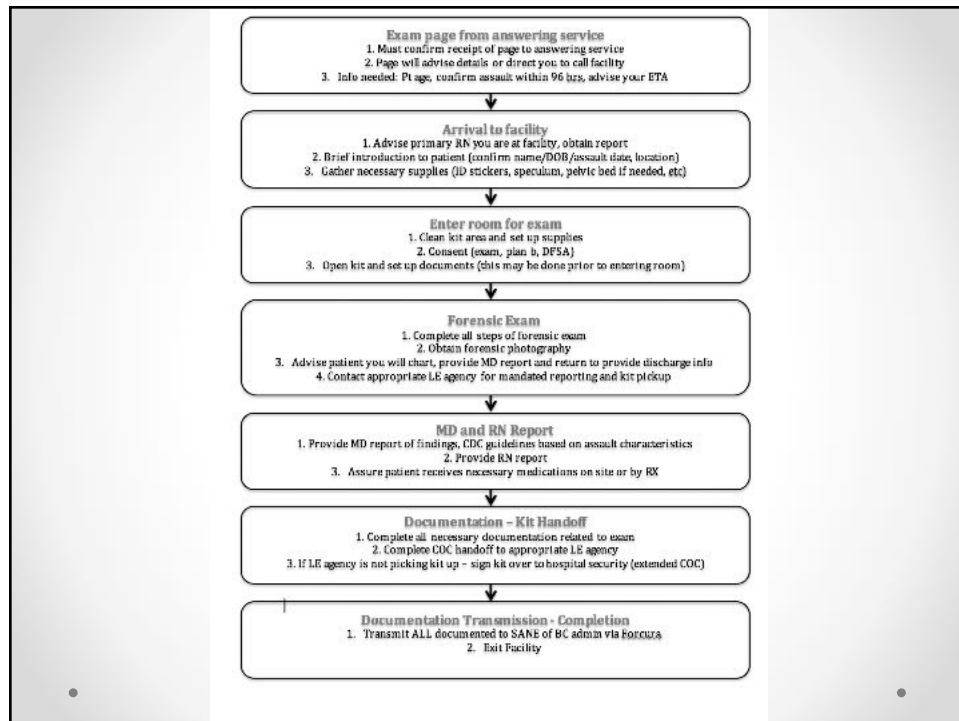 Exam page from answering service
1. Must confirm receipt of page to answering service
2. Page will advise details or direct you to call facility
3. Info needed: Pt age, confirm assault within 96 hrs, advise your ETA
Arrival to facility
1. Advise primary RN you are at facility, obtain report
2. Brief introduction to patient (confirm name/DOB/assault date, location)
3. Gather necessary supplies (ID stickers, speculum, pelvic bed if needed, etc)
Enter room for exam
1. Clean kit area and set up supplies
2. Consent (exam, plan b, DFSA)
3. Open kit and set up documents (this may be done prior to entering room)
Forensic Exam
1. Complete all steps of forensic exam
2. Obtain forensic photography
3. Advise patient you will chart, provide MD report and return to provide discharge info
4. Contact appropriate LE agency for mandated reporting and kit pickup
MD and RN Report
1. Provide MD report of findings, CDC guidelines based on assault characteristics
2. Provide RN report
3. Assure patient receives necessary medications on site or by RX
Documentation – Kit Handoff
1. Complete all necessary documentation related to exam
2. Complete COC handoff to appropriate LE agency
3. If LE agency is not picking kit up – sign kit over to hospital security (extended COC)
Documentation Transmission - Completion
1. Transmit ALL documented to SANE of BC admin via Forcura
2. Exit Facility